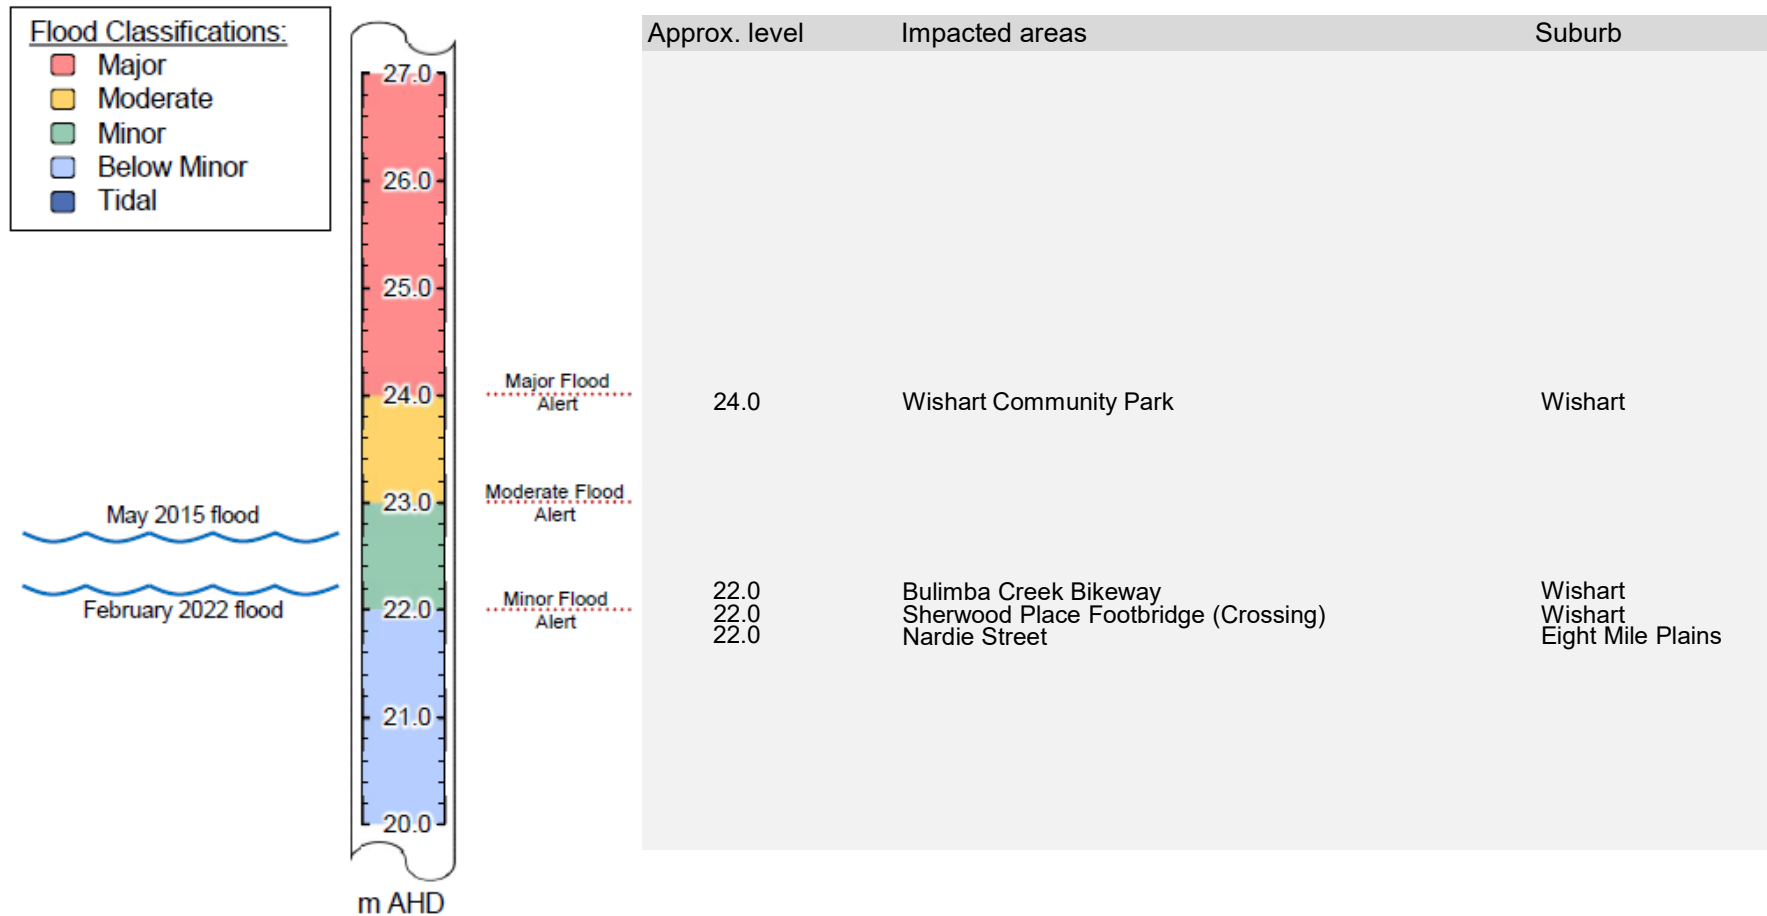 Flood Classifications:
Major
Moderate
Minor
Below Minor
Tidal
May 2015 flood
February 2022 flood
27.0
26.0
25.0
24.0
23.0
22.0
21.0
20.0
m AHD
Major Flood
Alert
Moderate Flood
Alert
Minor Flood
Alert
Approx. level Impacted areas Suburb
24.0 Wishart Community Park Wishart
22.0 Bulimba Creek Bikeway Wishart
22.0 Sherwood Place Footbridge (Crossing) Wishart
22.0 Nardie Street Eight Mile Plains